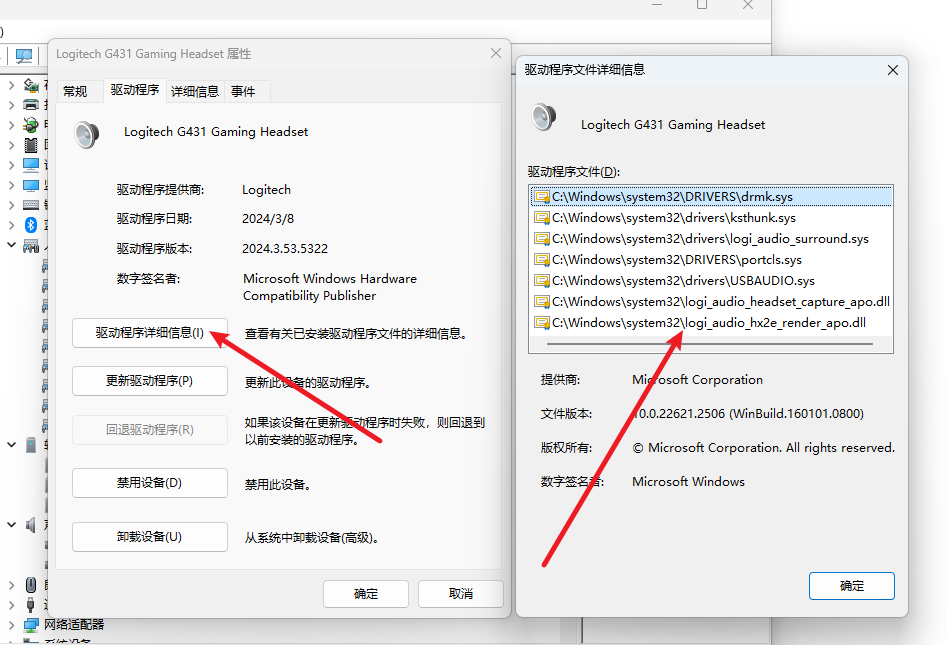 Logitech G431 Gaming Headset 属性
常规
驱动程序
详细信息
事件
Logitech G431 Gaming Headset
驱动程序提供商:
Logitech
驱动程序日期:
2024/3/8
驱动程序版本:
2024.3.53.5322
数字签名者:
Microsoft Windows Hardware
Compatibility Publisher
驱动程序详细信息(I)
查看有关已安装驱动程序文件的详细信息。
更新驱动程序(P)
更新此设备的驱动程序。
回退驱动程序(R)
如果该设备在更新驱动程序时失败，则回退到
以前安装的驱动程序。
禁用设备(D)
禁用此设备。
卸载设备(U)
从系统中卸载设备(高级)。
确定
取消
网络适配器
系统设备
驱动程序文件详细信息
Logitech G431 Gaming Headset
驱动程序文件(D):
C:\Windows\system32\DRIVERS\drmk.sys
C:\Windows\system32\drivers\ksthunk.sys
C:\Windows\system32\drivers\logi_audio_surround.sys
C:\Windows\system32\DRIVERS\portcls.sys
C:\Windows\system32\drivers\USBAUDIO.sys
C:\Windows\system32\logi_audio_headset_capture_apo.dll
C:\Windows\system32\logi_audio_hx2e_render_apo.dll
提供商:
Microsoft Corporation
文件版本:
10.0.22621.2506 (WinBuild.160101.0800)
版权所有:
© Microsoft Corporation. All rights reserved.
数字签名者:
Microsoft Windows
确定